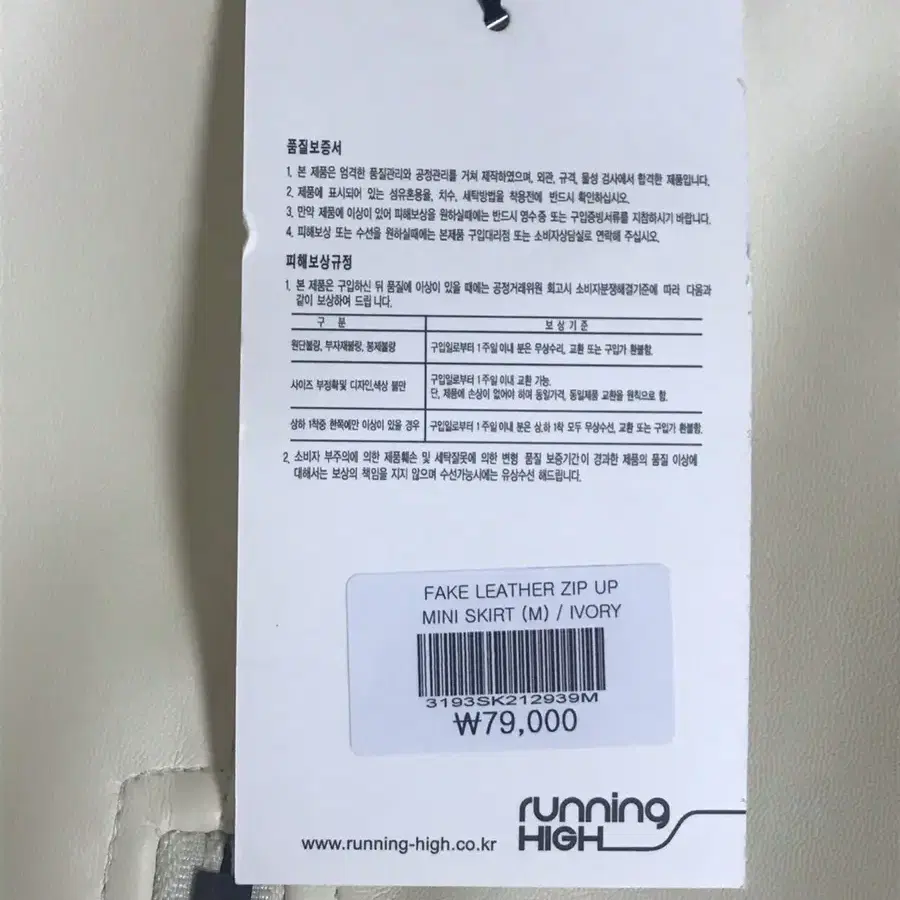 품질보증서
1. 본 제품은 엄격한 품질관리와 공정관리를 거쳐 제작하였으며, 외관, 규격, 물성 검사에서 합격한 제품입니다.
2. 제품에 표시되어 있는 섬유혼용율, 치수, 세탁방법을 착용전에 반드시 확인하십시오.
3. 만약 제품에 이상이 있어 피해보상을 원하실때에는 반드시 영수증 또는 구입증빙서류를 지참하시기 바랍니다.
4. 피해보상 또는 수선을 원하실때에는 본제품 구입대리점 또는 소비자상담실로 연락해 주십시오.
피해보상규정
1. 본 제품은 구입하신 뒤 품질에 이상이 있을 때에는 공정거래위원 회고시 소비자분쟁해결기준에 따라 다음과
같이 보상하여 드립니다.
구 분 보상기준
원단불량, 부자재불량, 봉제불량 구입일로부터 1주일 이내 분은 무상수리, 교환 또는 구입가 환불함.
사이즈 부정확및 디자인,색상 불만 구입일로부터 1주일 이내 교환 가능.
단, 제품에 손상이 없어야 하며 동일가격, 동일제품 교환을 원칙으로 함.
상하 1착중 한쪽에만 이상이 있을 경우 구입일로부터 1주일 이내 분은 상,하 1착 모두 무상수선, 교환 또는 구입가 환불함.
2. 소비자 부주의에 의한 제품훼손 및 세탁잘못에 의한 변형 품질 보증기간이 경과한 제품의 품질 이상에
대해서는 보상의 책임을 지지 않으며 수선가능시에는 유상수선 해드립니다.
FAKE LEATHER ZIP UP
MINI SKIRT (M) / IVORY
3193SK212939M
₩79,000
running
HIGH
www.running-high.co.kr